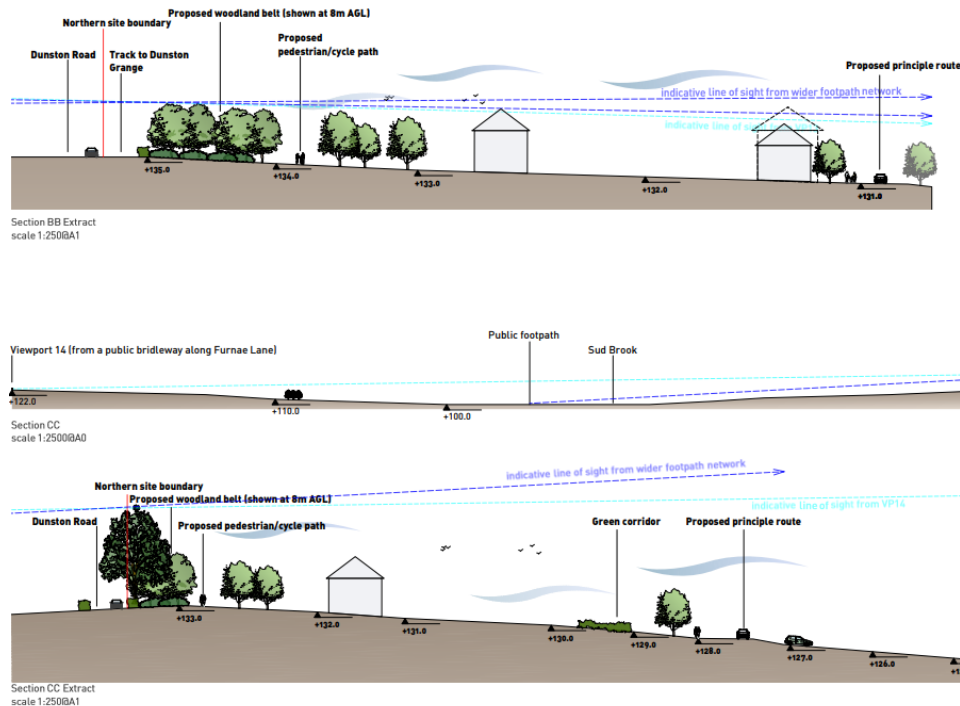 Proposed woodland belt (shown at 8m AGL)
Northern site boundary
Proposed
pedestrian/cycle path
Dunston Road
Track to Dunston
Grange
Proposed principle route
indicative line of sight from wider footpath network
indicative line of sight
+135.0
+134.0
+133.0
+132.0
+131.0
Section BB Extract
scale 1:250@A1
Public footpath
Viewport 14 (from a public bridleway along Furnae Lane)
Sud Brook
+122.0
+110.0
+100.0
Section CC
scale 1:2500@A0
indicative line of sight from wider footpath network
Northern site boundary
Proposed woodland belt (shown at 8m AGL)
Indicative line of sight from VP14
Dunston Road
Proposed pedestrian/cycle path
Green corridor
Proposed principle route
+133.0
+132.0
+131.0
+130.0
+129.0
+128.0
+127.0
+126.0
Section CC Extract
scale 1:250@A1